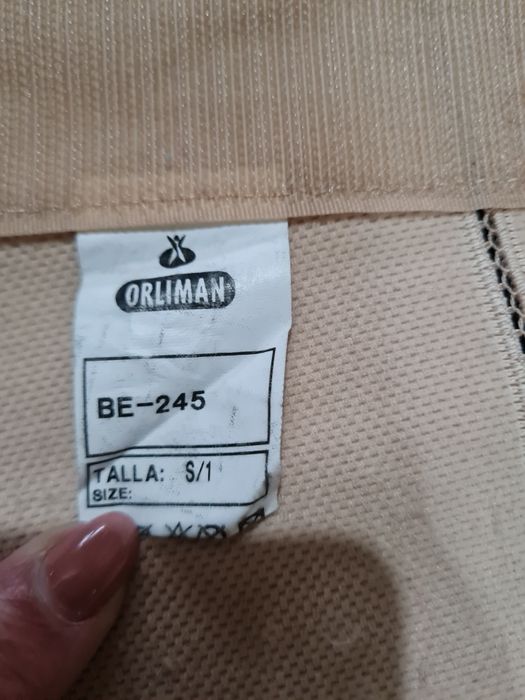 ORLIMAN
BE-245
TALLA: S/1
SIZE: